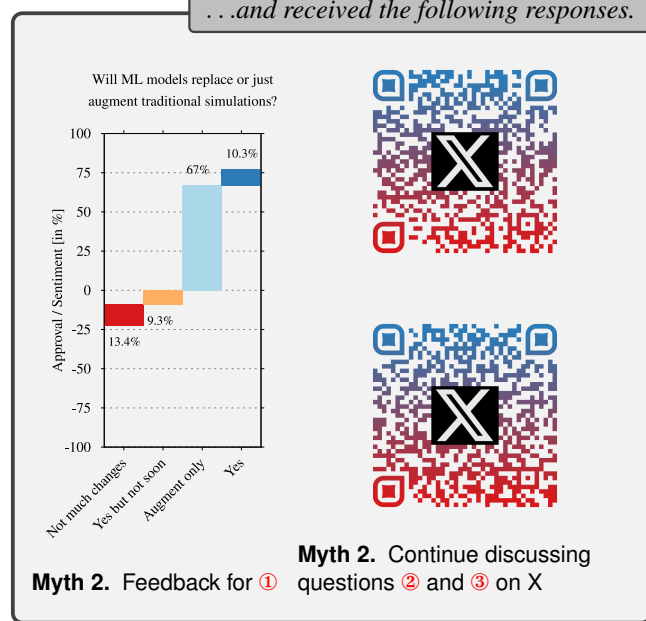 . . .and received the following responses.
Will ML models replace or just
augment traditional simulations?
Approval / Sentiment [in %]
100
75
50
25
0
-25
-50
-75
-100
13.4%
9.3%
67%
10.3%
Not much changes
Yes but not soon
Augment only
Yes
X
X
Myth 2. Feedback for ①
Myth 2. Continue discussing
questions ② and ③ on X